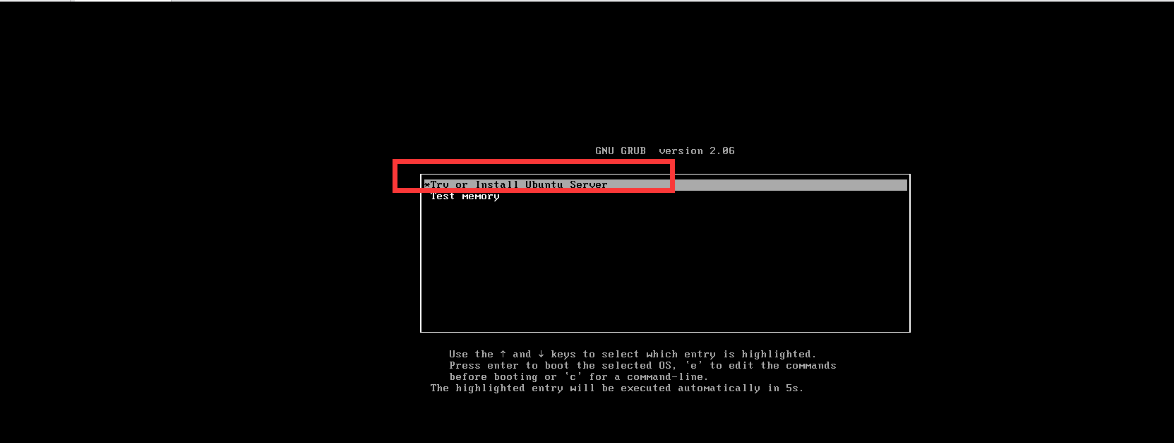 GNU GRUB  version 2.06
*Try or Install Ubuntu Server
Test memory
Use the ↑ and ↓ keys to select which entry is highlighted.
Press enter to boot the selected OS, `e' to edit the commands
before booting or `c' for a command-line.
The highlighted entry will be executed automatically in 5s.